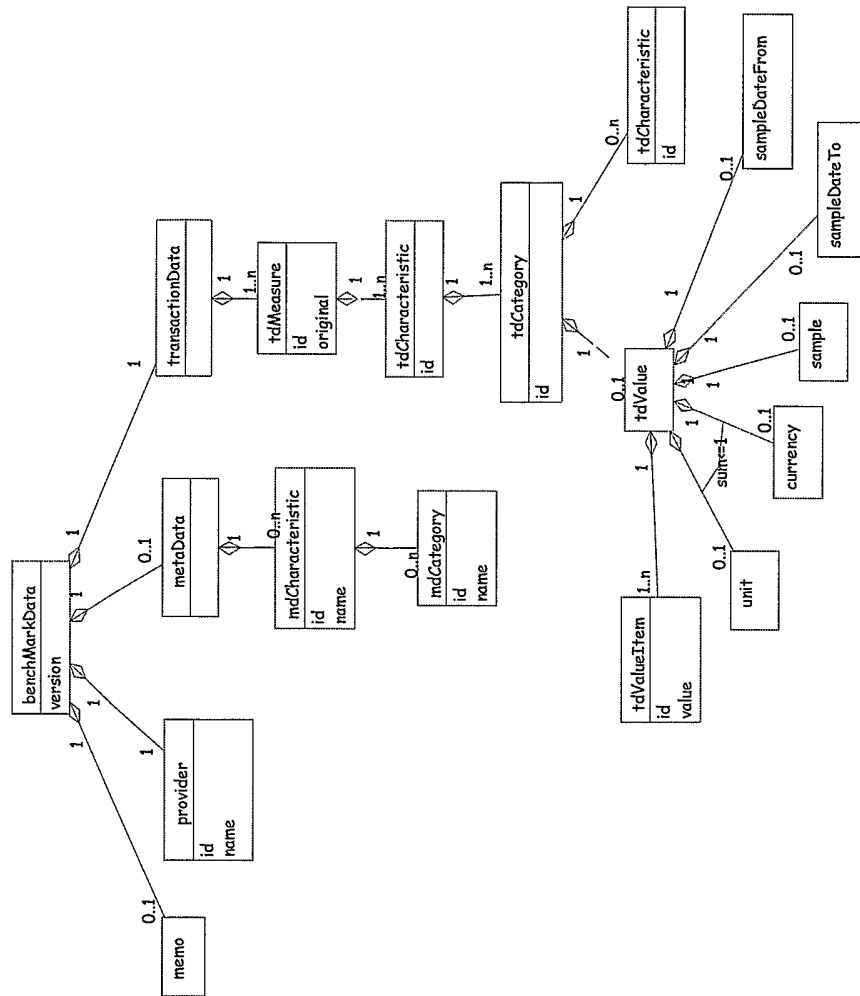 benchMarkData
version
1
1
1
1
0..1
1
0..1
1
memo
provider
id
name
metaData
transactionData
1
0..n
mdCharacteristic
id
name
1
0..n
mdCategory
id
name
1
1..n
tdMeasure
id
original
1
1..n
tdCharacteristic
id
1
1..n
tdCategory
id
1
1
0..n
tdCharacteristic
id
0..1
tdValue
1
1
1
1
1
1
1..n
tdValueItem
id
value
0..1
unit
sum<=1
0..1
currency
0..1
sample
0..1
sampleDateTo
0..1
sampleDateFrom